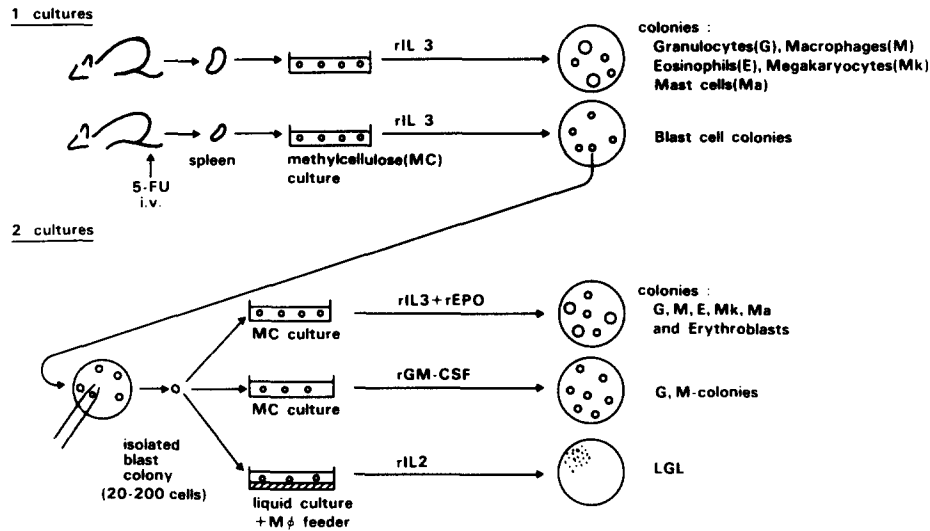 1 cultures
rIL 3
colonies :
Granulocytes(G), Macrophages(M)
Eosinophils(E), Megakaryocytes(Mk)
Mast cells(Ma)
rIL 3
Blast cell colonies
spleen
methylcellulose(MC)
culture
5-FU
i.v.
2 cultures
rIL3+rEPO
MC culture
colonies :
G, M, E, Mk, Ma
and Erythroblasts
rGM-CSF
MC culture
G, M-colonies
isolated
blast
colony
(20-200 cells)
rIL2
LGL
liquid culture
+Mϕ feeder